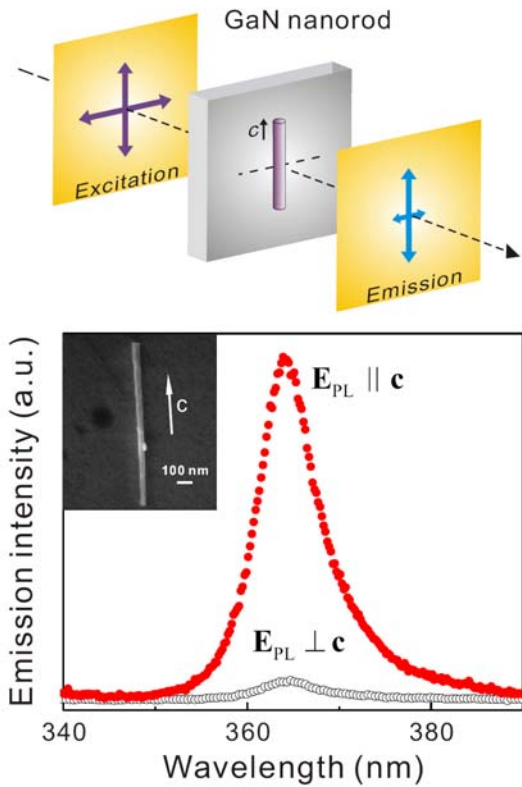 GaN nanorod
Excitation
c
Emission
Emission intensity (a.u.)
C
100 nm
E_PL || c
E_PL ⊥ c
340
360
380
Wavelength (nm)